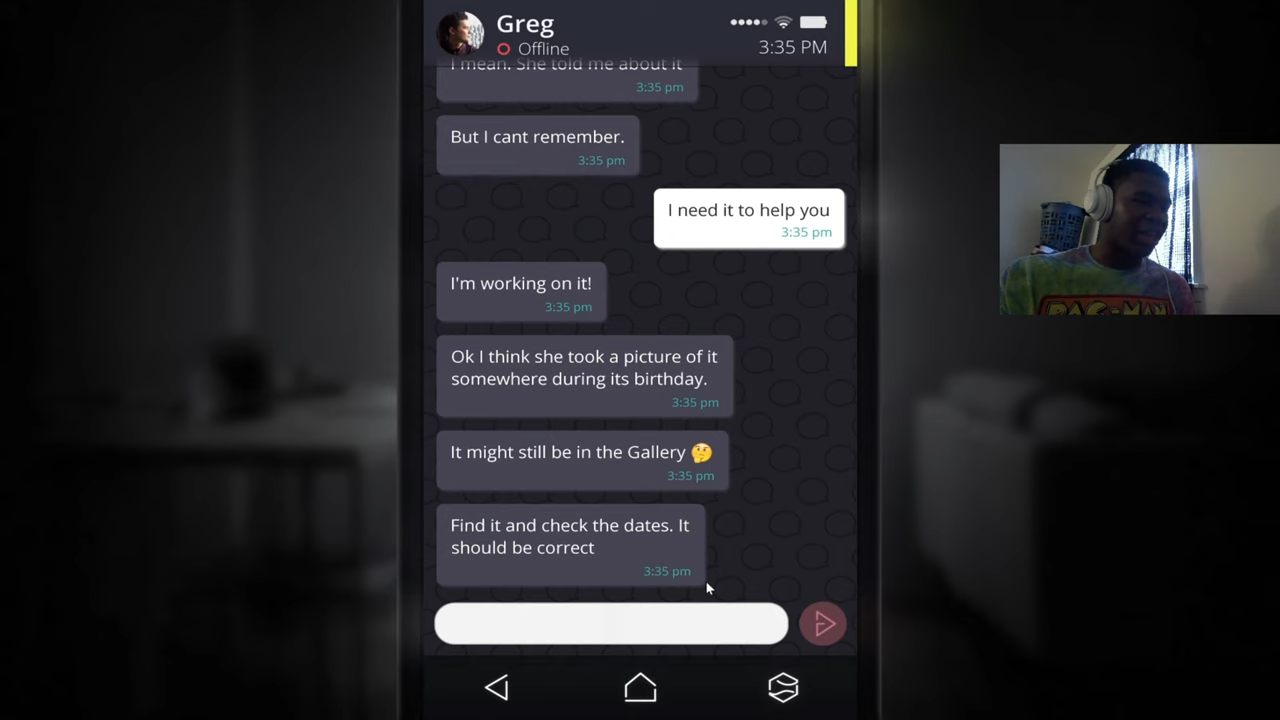 Greg
Offline
3:35 PM
I mean. She told me about it
3:35 pm
But I cant remember.
3:35 pm
I need it to help you
3:35 pm
I'm working on it!
3:35 pm
Ok I think she took a picture of it
somewhere during its birthday.
3:35 pm
It might still be in the Gallery 🤔
3:35 pm
Find it and check the dates. It
should be correct
3:35 pm
PAC-MAN